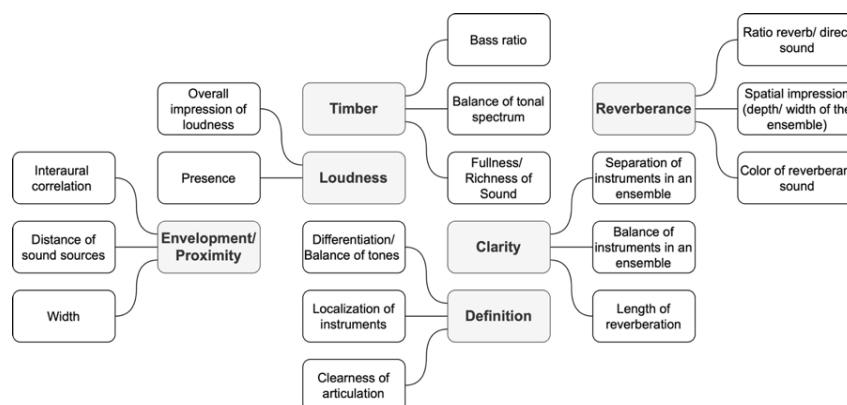 Bass ratio
Ratio reverb/ direct
sound
Overall
impression of
loudness
Timber
Balance of tonal
spectrum
Reverberance
Spatial impression
(depth/ width of the
ensemble)
Interaural
correlation
Presence
Loudness
Fullness/
Richness of
Sound
Separation of
instruments in an
ensemble
Color of reverberant
sound
Distance of
sound sources
Envelopment/
Proximity
Differentiation/
Balance of tones
Clarity
Balance of
instruments in an
ensemble
Width
Localization of
instruments
Definition
Length of
reverberation
Clearness of
articulation